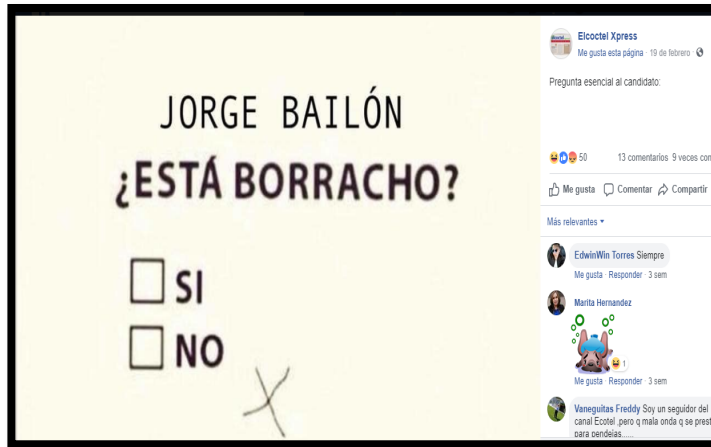 JORGE BAILÓN
¿ESTÁ BORRACHO?
SI
NO
Elcoctel Xpress
Me gusta esta página · 19 de febrero ·
Pregunta esencial al candidato:
50 13 comentarios 9 veces con
Me gusta Comentar Compartir
Más relevantes
EdwinWin Torres Siempre
Me gusta · Responder · 3 sem
Marita Hernandez
1
Me gusta · Responder · 3 sem
Vaneguitas Freddy Soy un seguidor del
canal Ecotel ,pero q mala onda q se prest
para pendejas......